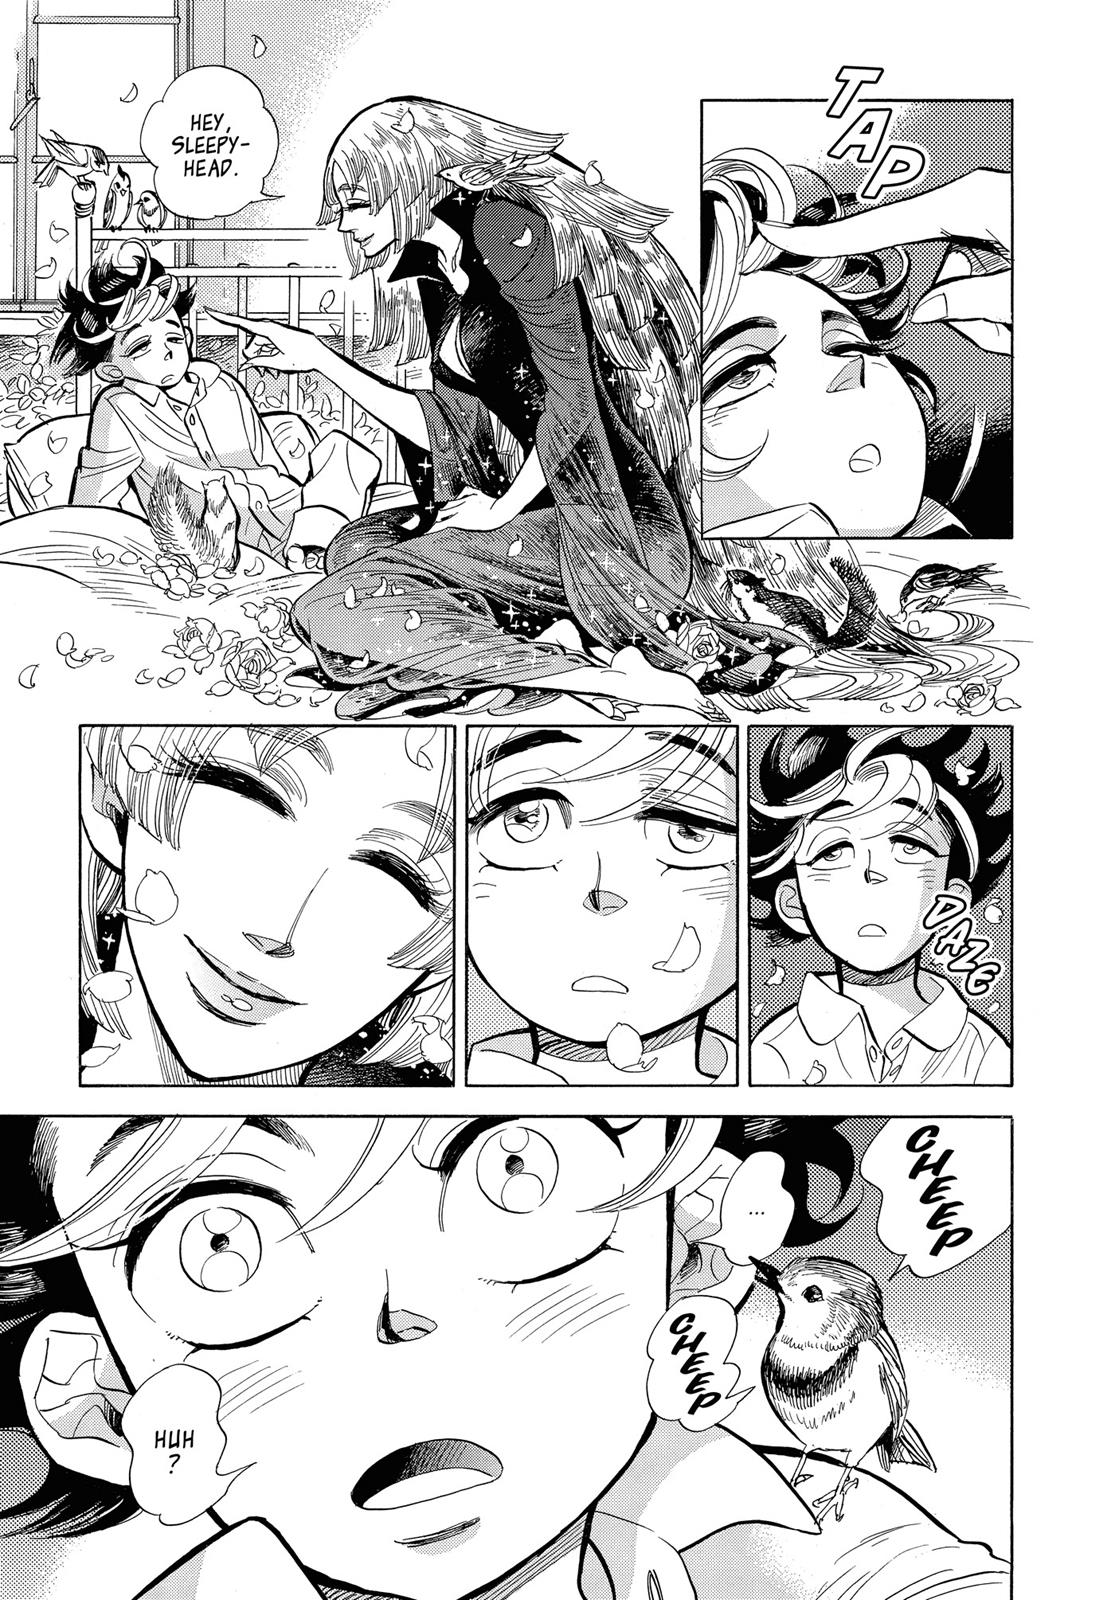 HEY,
SLEEPY-
HEAD.
TAP
DAZE
CHEEP
...
CHEEP
HUH
?